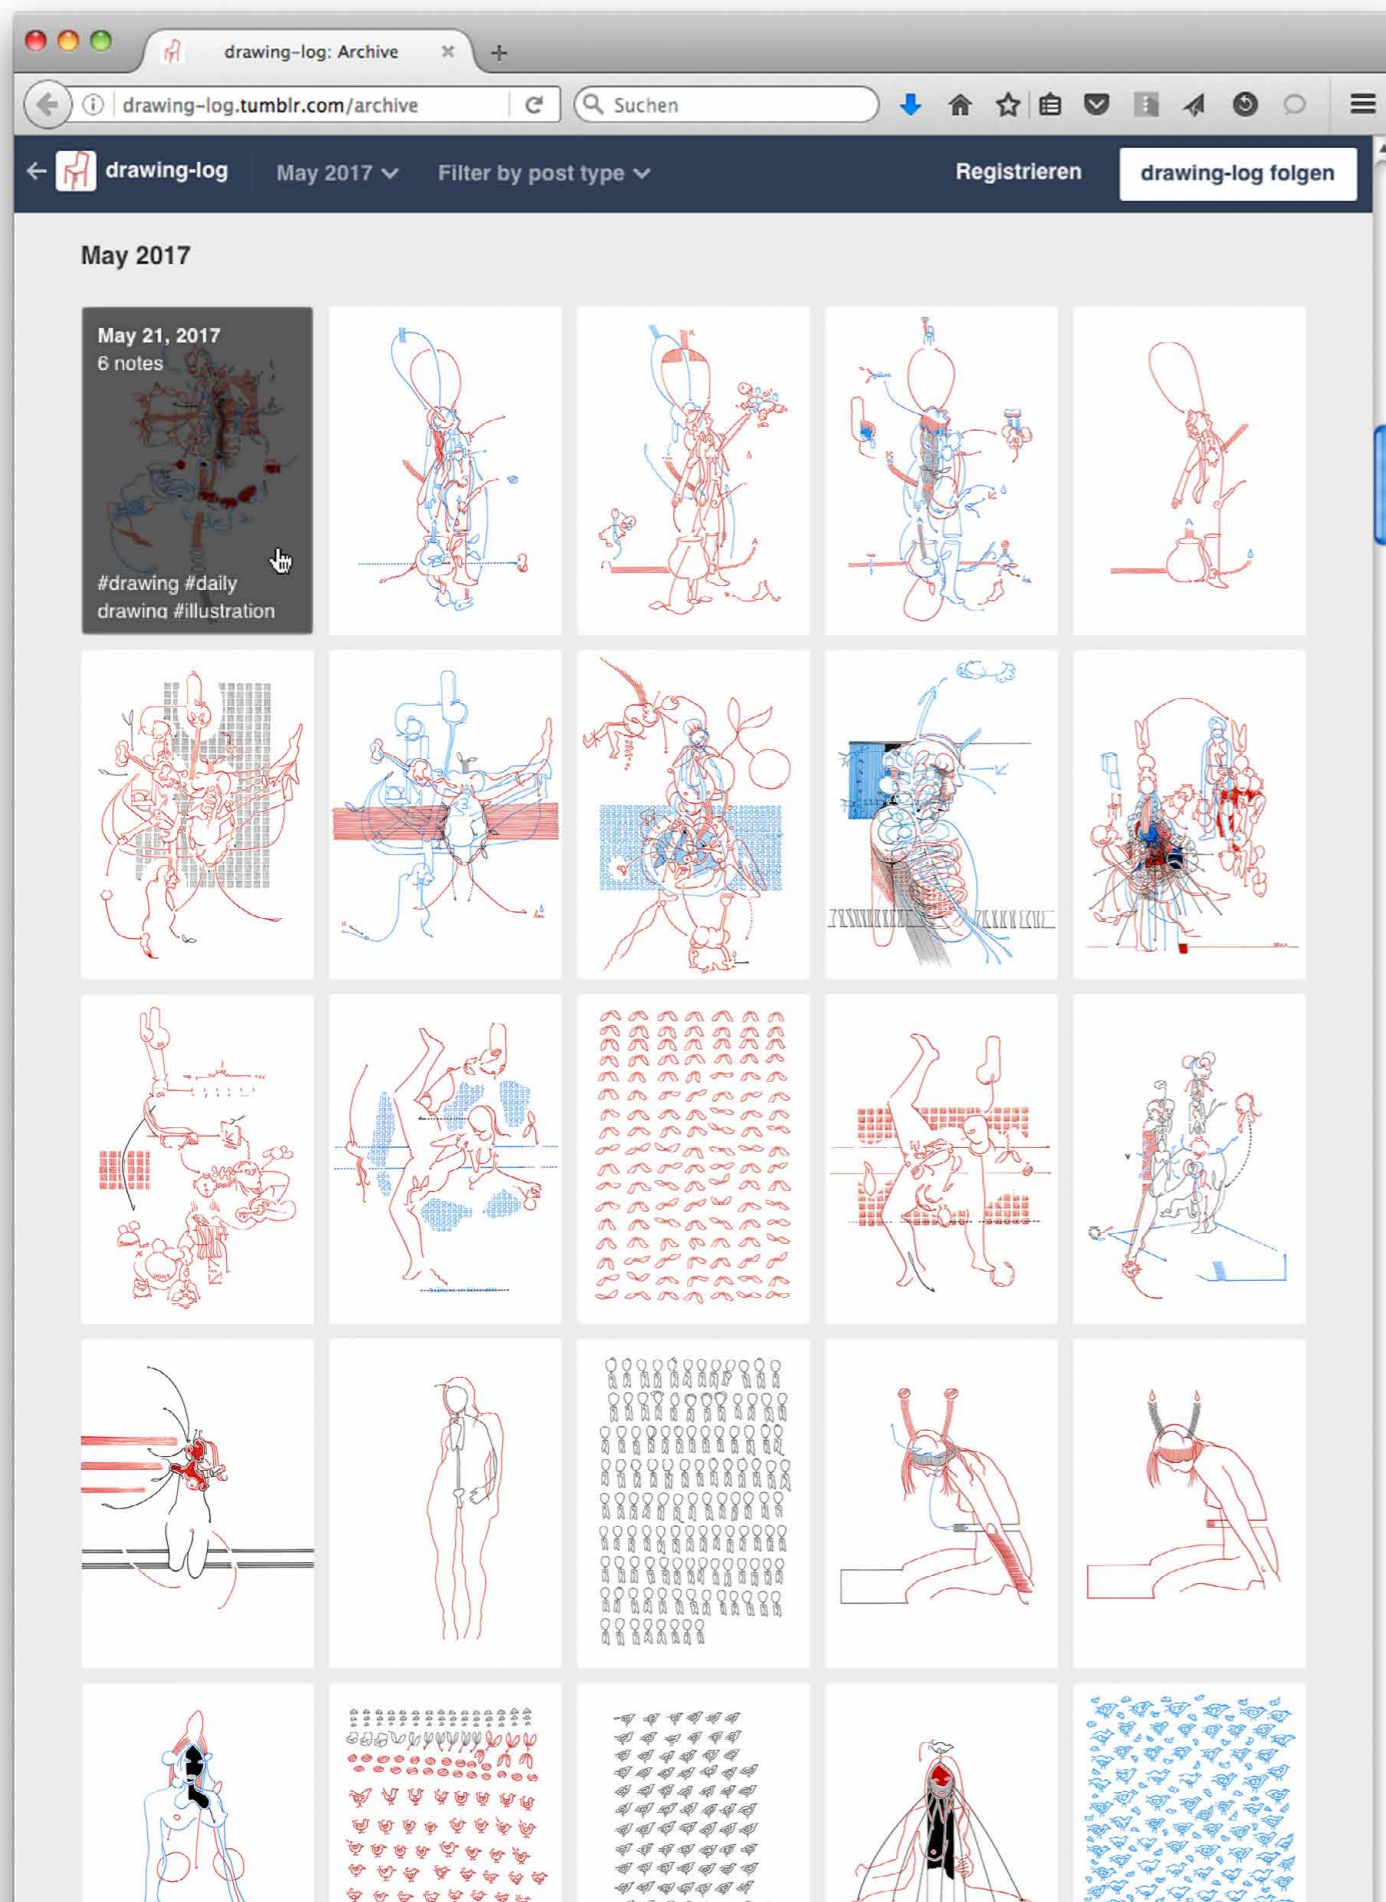 drawing-log: Archive
drawing-log.tumblr.com/archive
Suchen
drawing-log
May 2017
Filter by post type
Registrieren
drawing-log folgen
May 2017
May 21, 2017
6 notes
#drawing #daily
drawing #illustration